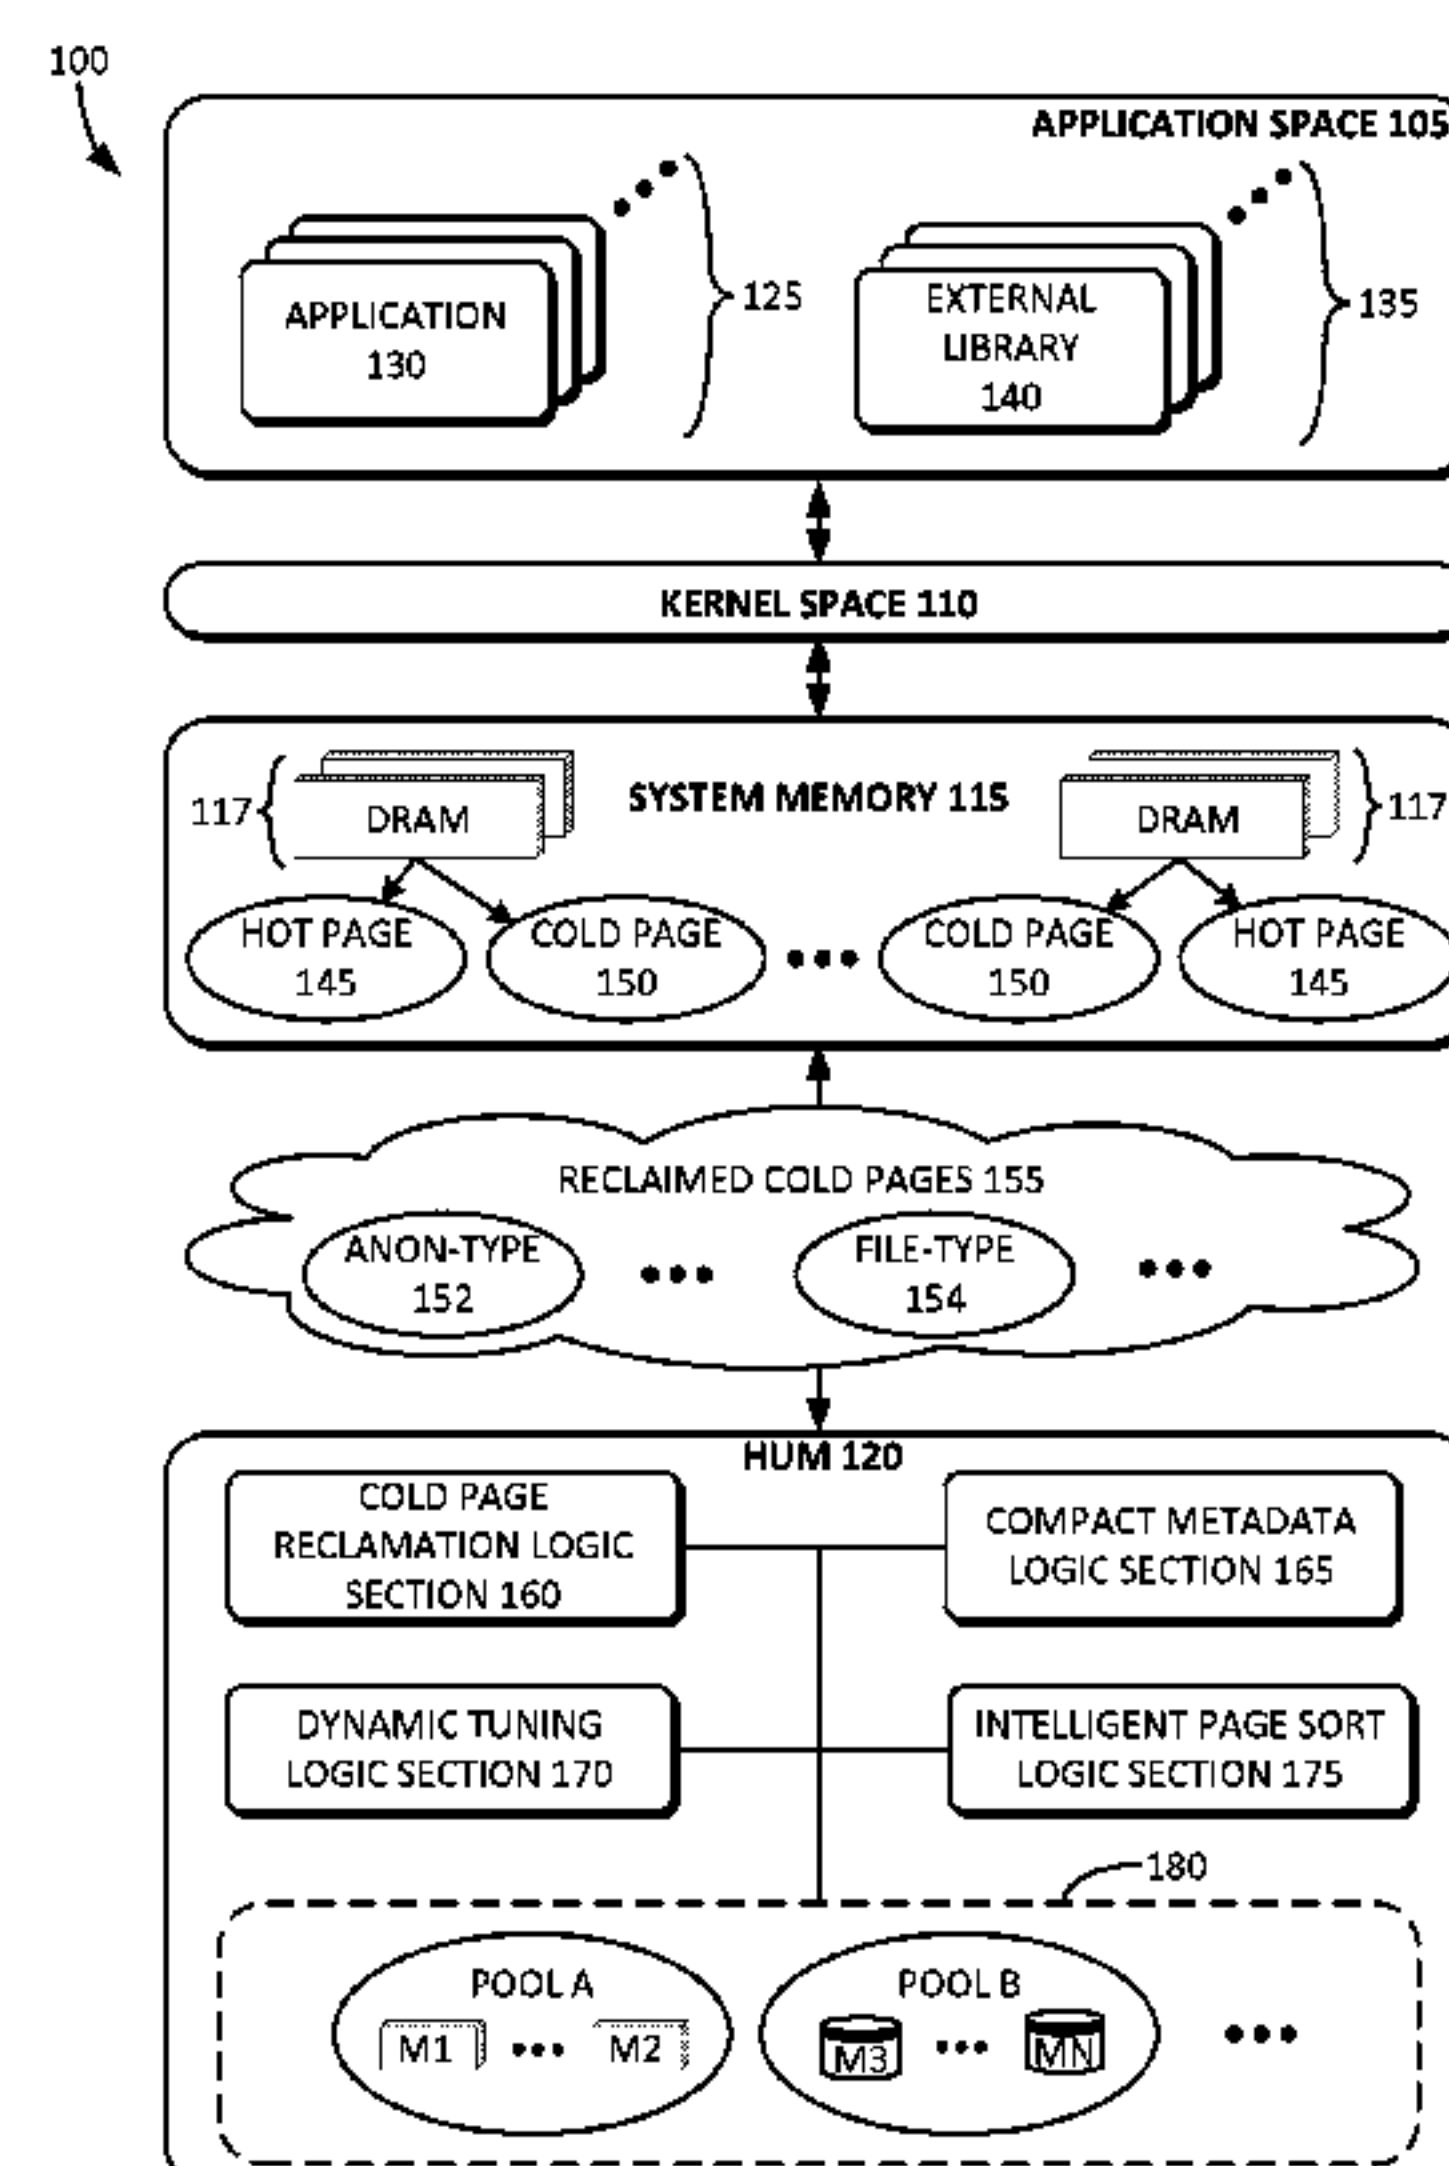 100
APPLICATION SPACE 105
APPLICATION
130
125
EXTERNAL
LIBRARY
140
135
KERNEL SPACE 110
117
DRAM
SYSTEM MEMORY 115
DRAM
117
HOT PAGE
145
COLD PAGE
150
COLD PAGE
150
HOT PAGE
145
RECLAIMED COLD PAGES 155
ANON-TYPE
152
FILE-TYPE
154
HUM 120
COLD PAGE
RECLAMATION LOGIC
SECTION 160
COMPACT METADATA
LOGIC SECTION 165
DYNAMIC TUNING
LOGIC SECTION 170
INTELLIGENT PAGE SORT
LOGIC SECTION 175
180
POOL A
M1
M2
POOL B
M3
MN